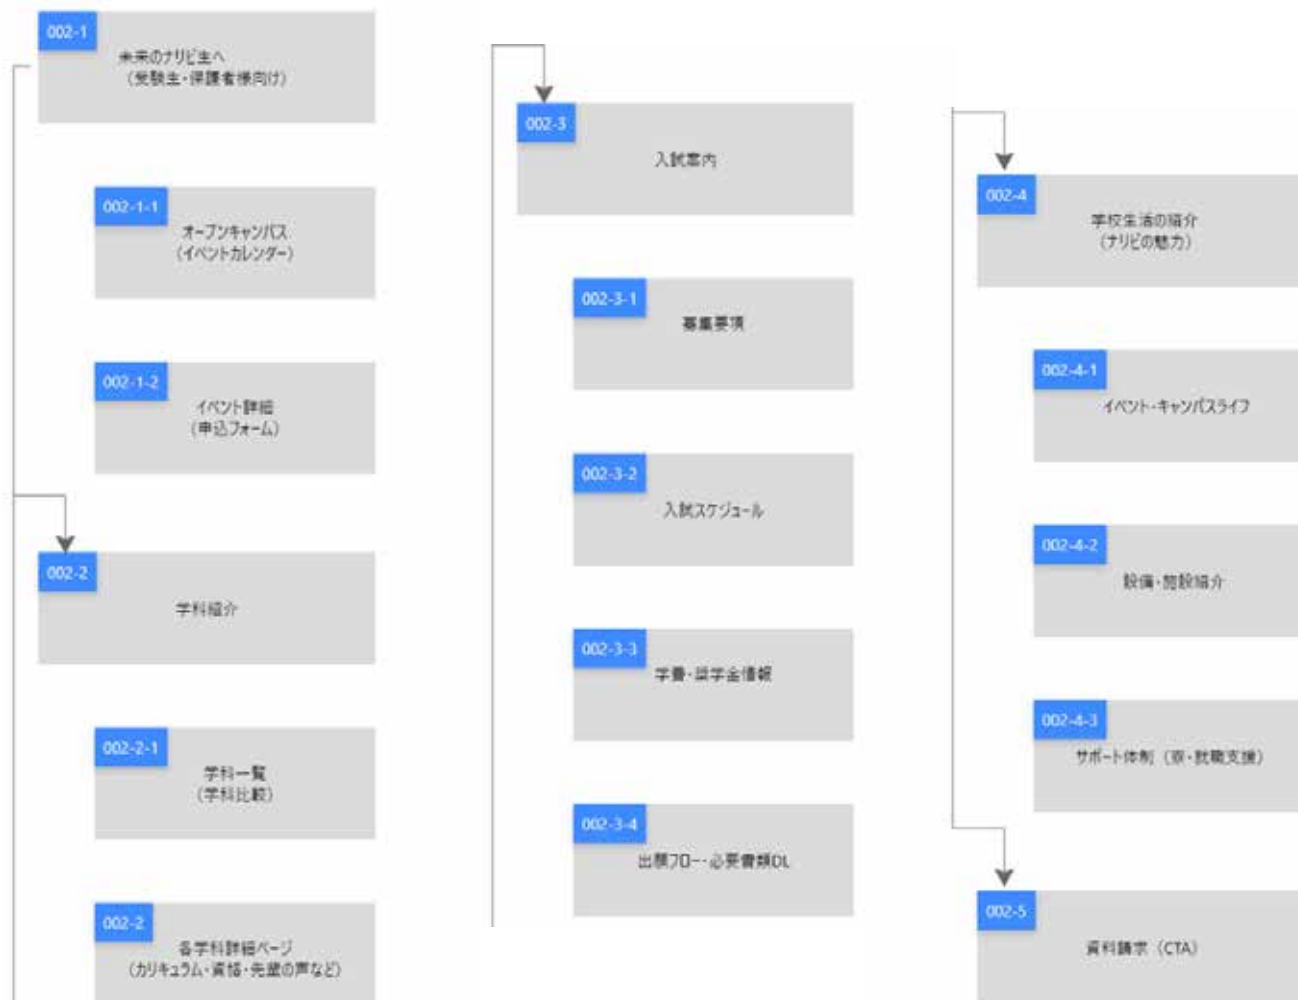 002-1
未来のナリビ生へ
（受験生・保護者様向け）
002-1-1
オープンキャンパス
（イベントカレンダー）
002-1-2
イベント詳細
（申込フォーム）
002-2
学科紹介
002-2-1
学科一覧
（学科比較）
002-2
各学科詳細ページ
（カリキュラム・資格・先輩の声など）
002-3
入試案内
002-3-1
募集要項
002-3-2
入試スケジュール
002-3-3
学費・奨学金情報
002-3-4
出願フロー・必要書類DL
002-4
学校生活の紹介
（ナリビの魅力）
002-4-1
イベント・キャンパスライフ
002-4-2
設備・施設紹介
002-4-3
サポート体制（寮・就職支援）
002-5
資料請求（CTA）